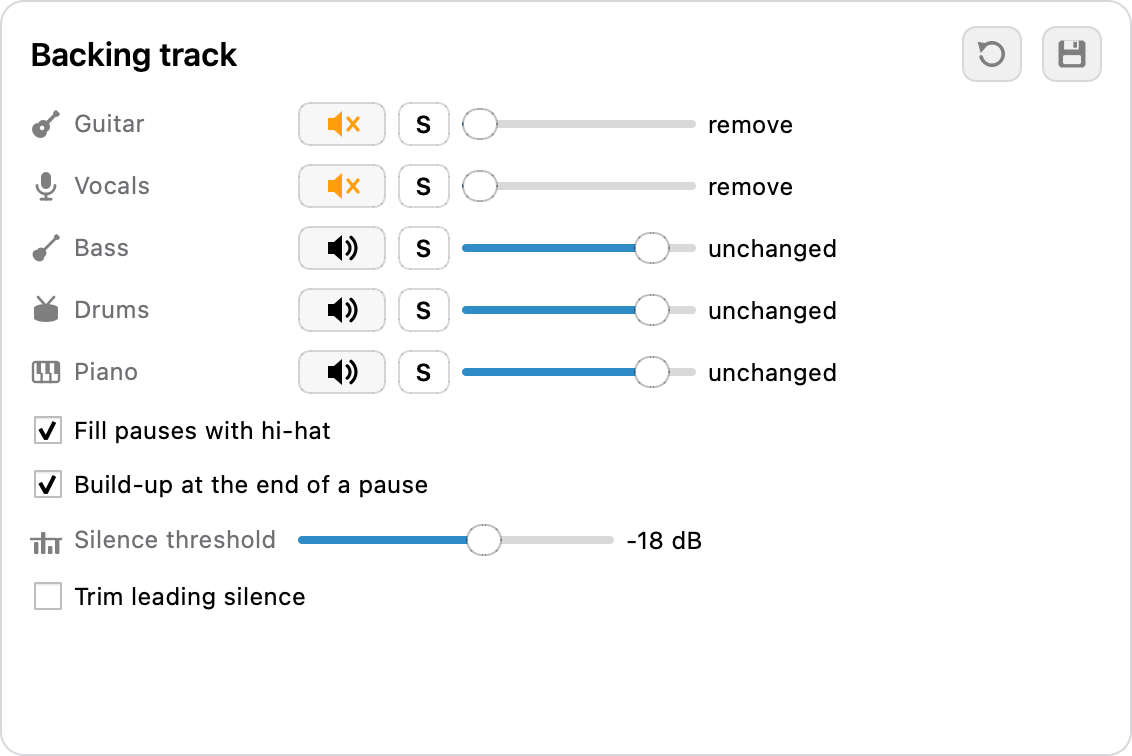 Backing track
Guitar S remove
Vocals S remove
Bass S unchanged
Drums S unchanged
Piano S unchanged
Fill pauses with hi-hat
Build-up at the end of a pause
Silence threshold -18 dB
Trim leading silence